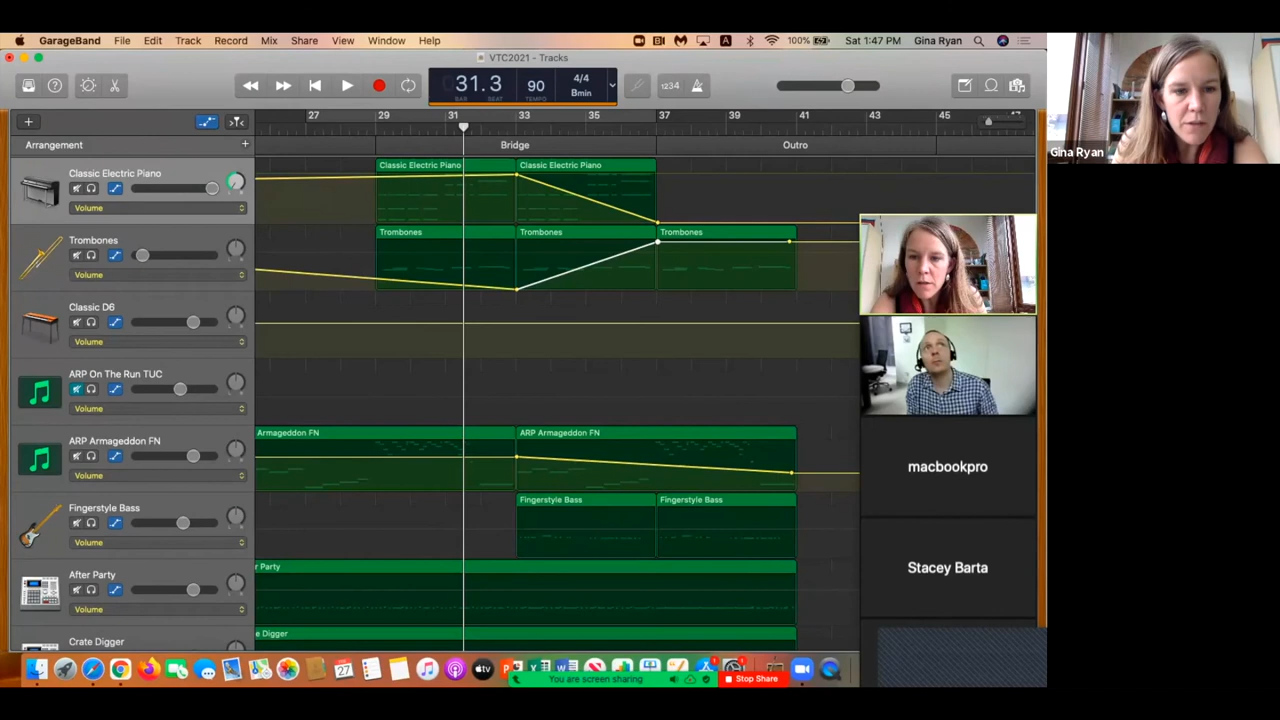 GarageBand File Edit Track Record Mix Share View Window Help 100% Sat 1:47 PM Gina Ryan
VTC2021 - Tracks
31.3 90 4/4
BAR BEAT TEMPO Bmin
1234
27 29 31 33 35 37 39 41 43 45 47
Arrangement + Bridge Outro
Gina Ryan
Classic Electric Piano
Volume
Classic Electric Piano Classic Electric Piano
Trombones
Volume
Trombones Trombones Trombones
Classic D6
Volume
ARP On The Run TUC
Volume
ARP Armageddon FN
Volume
Armageddon FN ARP Armageddon FN
macbookpro
Fingerstyle Bass
Volume
Fingerstyle Bass Fingerstyle Bass
After Party
Volume
r Party
Stacey Barta
Crate Digger
e Digger
You are screen sharing Stop Share